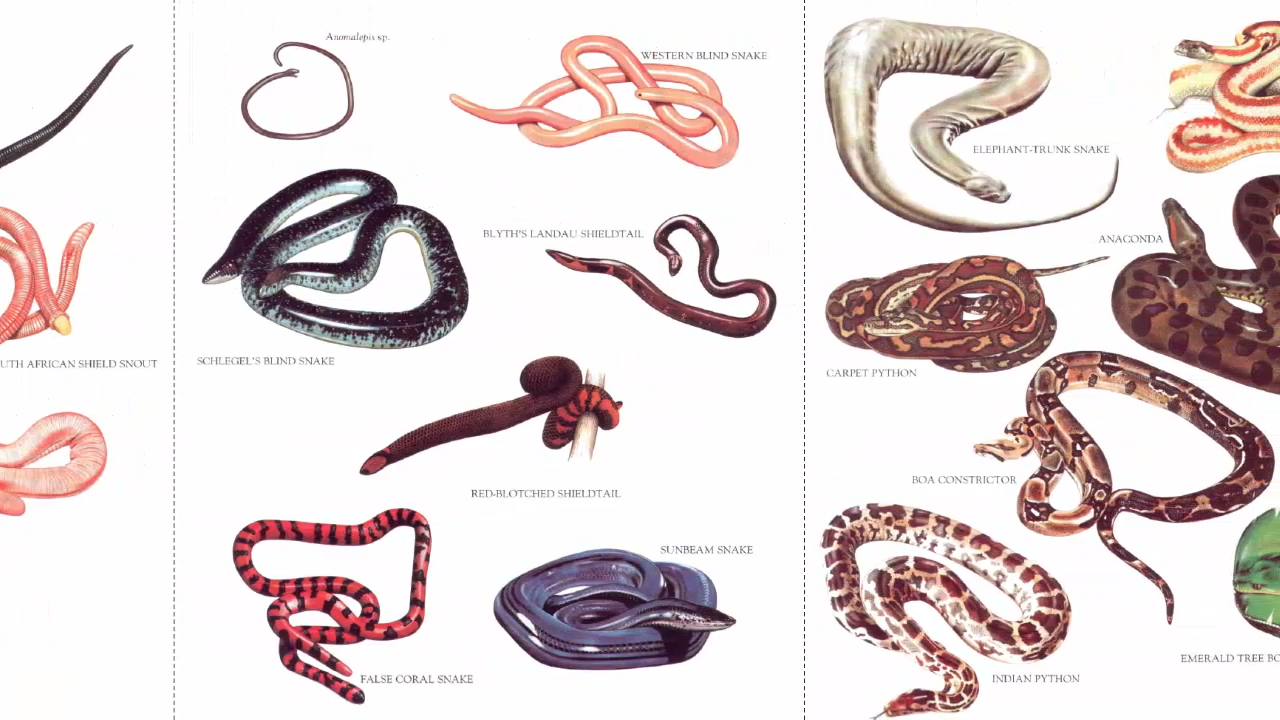 Anomalepis sp.
WESTERN BLIND SNAKE
ELEPHANT-TRUNK SNAKE
BLYTH'S LANDAU SHIELDTAIL
ANACONDA
UTH AFRICAN SHIELD SNOUT
SCHLEGEL'S BLIND SNAKE
CARPET PYTHON
BOA CONSTRICTOR
RED-BLOTCHED SHIELDTAIL
SUNBEAM SNAKE
EMERALD TREE BO
FALSE CORAL SNAKE
INDIAN PYTHON